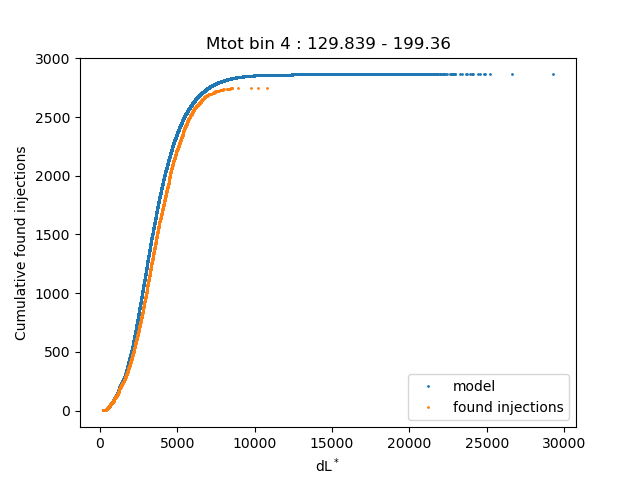 Mtot bin 4 : 129.839 - 199.36
3000
2500
2000
1500
1000
500
0
Cumulative found injections
model
found injections
0 5000 10000 15000 20000 25000 30000
dL*